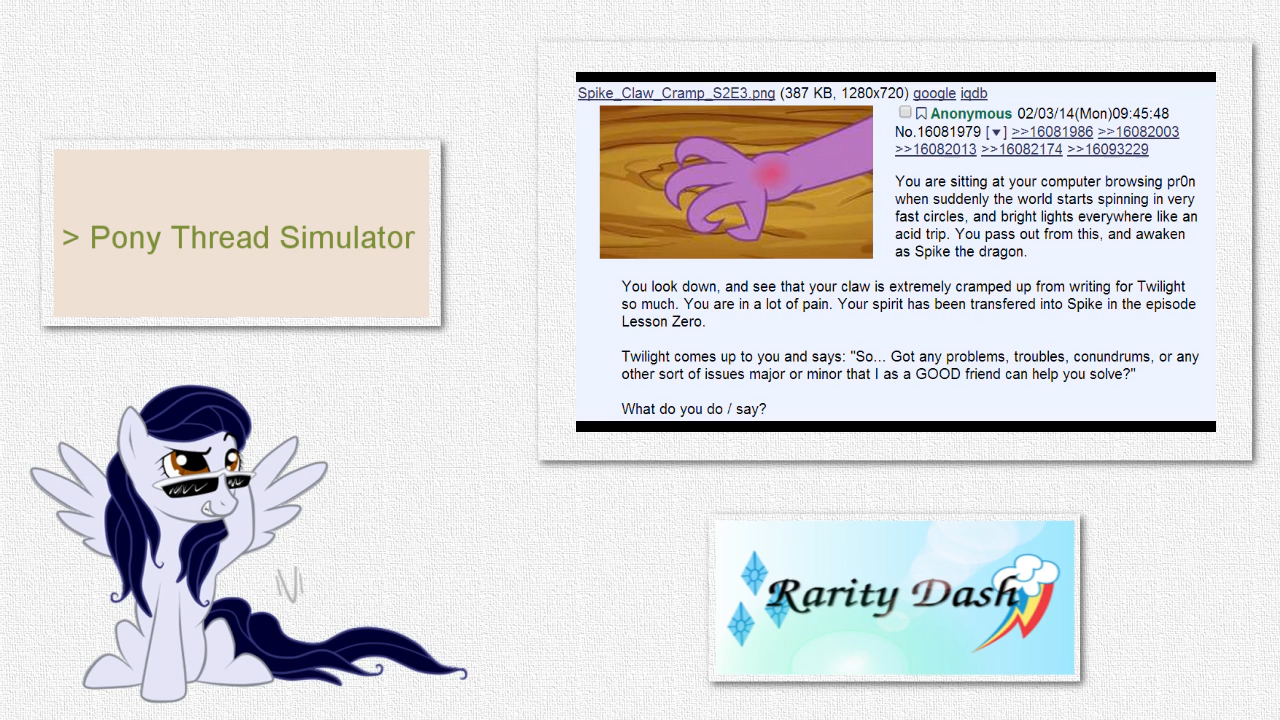 > Pony Thread Simulator
Spike_Claw_Cramp_S2E3.png (387 KB, 1280x720) google iqdb
Anonymous 02/03/14(Mon)09:45:48
No.16081979 [▼] >>16081986 >>16082003
>>16082013 >>16082174 >>16093229
You are sitting at your computer browsing pr0n
when suddenly the world starts spinning in very
fast circles, and bright lights everywhere like an
acid trip. You pass out from this, and awaken
as Spike the dragon.
You look down, and see that your claw is extremely cramped up from writing for Twilight
so much. You are in a lot of pain. Your spirit has been transfered into Spike in the episode
Lesson Zero.
Twilight comes up to you and says: "So... Got any problems, troubles, conundrums, or any
other sort of issues major or minor that I as a GOOD friend can help you solve?"
What do you do / say?
Rarity Dash